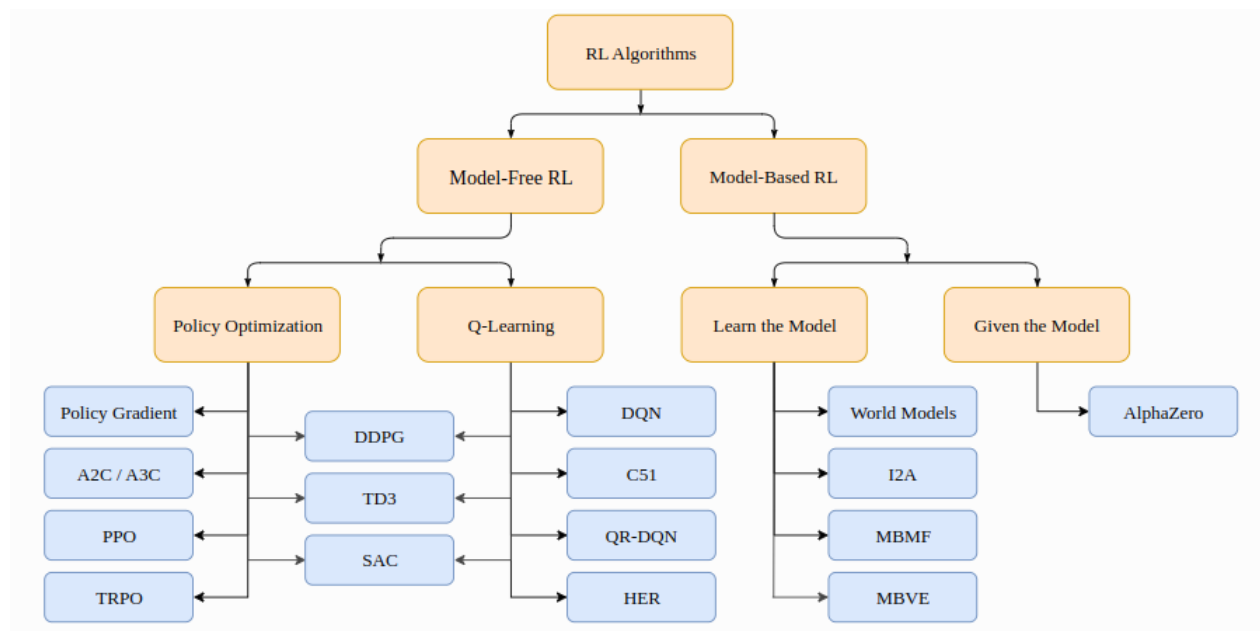 RL Algorithms
Model-Free RL
Model-Based RL
Policy Optimization
Q-Learning
Learn the Model
Given the Model
Policy Gradient
DDPG
DQN
World Models
AlphaZero
A2C / A3C
TD3
C51
I2A
PPO
SAC
QR-DQN
MBMF
TRPO
HER
MBVE